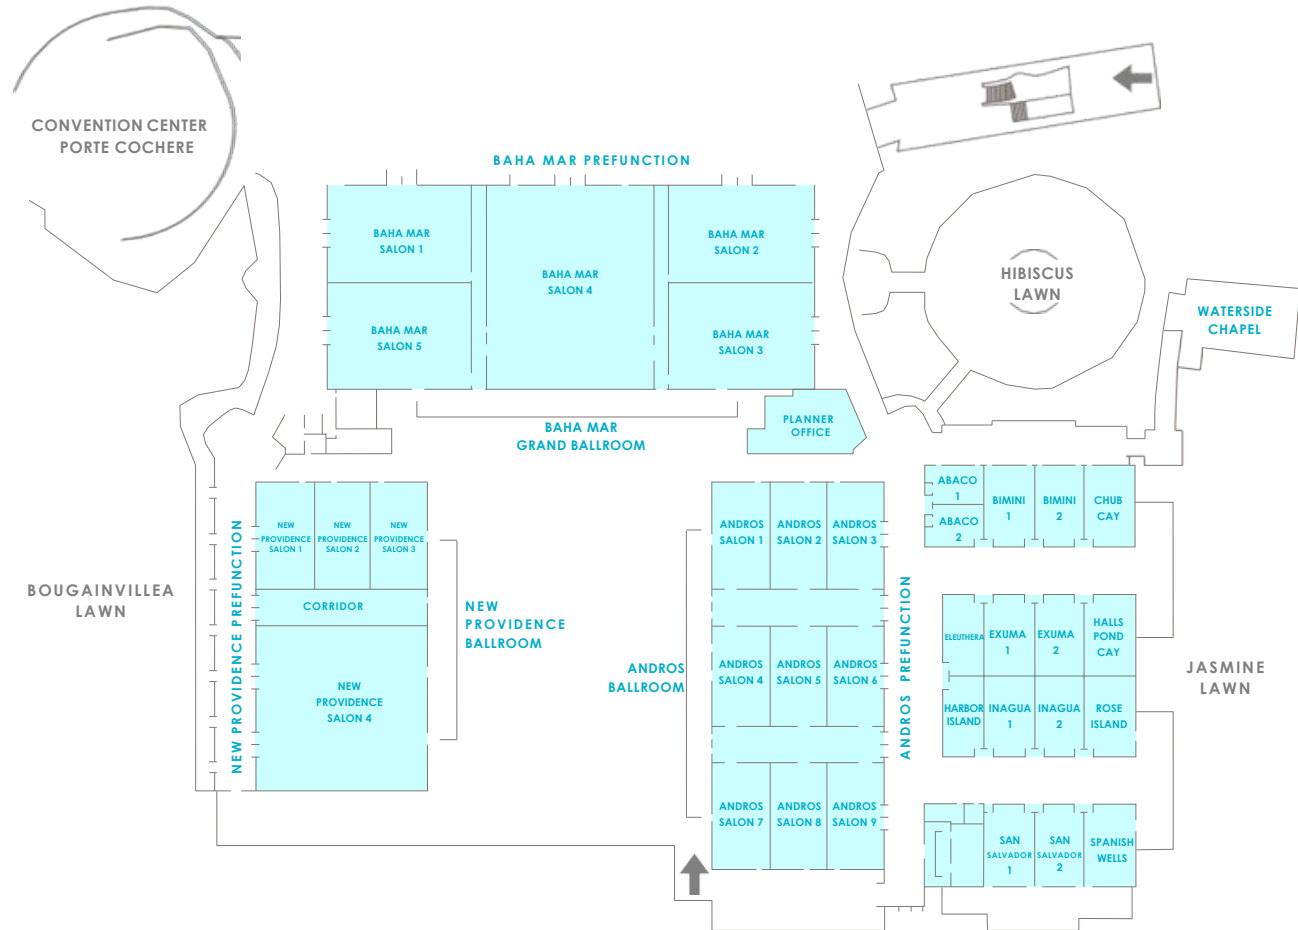 CONVENTION CENTER
PORTE COCHERE
BAHA MAR PREFUNCTION
BAHA MAR
SALON 1
BAHA MAR
SALON 2
BAHA MAR
SALON 4
BAHA MAR
SALON 5
BAHA MAR
SALON 3
HIBISCUS
LAWN
WATERSIDE
CHAPEL
BAHA MAR
GRAND BALLROOM
PLANNER
OFFICE
BOUGAINVILLEA
LAWN
NEW PROVIDENCE PREFUNCTION
NEW
PROVIDENCE
SALON 1
NEW
PROVIDENCE
SALON 2
NEW
PROVIDENCE
SALON 3
CORRIDOR
NEW
PROVIDENCE
SALON 4
NEW
PROVIDENCE
BALLROOM
ANDROS
BALLROOM
ANDROS
SALON 1
ANDROS
SALON 2
ANDROS
SALON 3
ANDROS
SALON 4
ANDROS
SALON 5
ANDROS
SALON 6
ANDROS
SALON 7
ANDROS
SALON 8
ANDROS
SALON 9
ANDROS PREFUNCTION
ABACO
1
ABACO
2
BIMINI
1
BIMINI
2
CHUB
CAY
ELEUTHERA
EXUMA
1
EXUMA
2
HALLS
POND
CAY
HARBOR
ISLAND
INAGUA
1
INAGUA
2
ROSE
ISLAND
JASMINE
LAWN
SAN
SALVADOR
1
SAN
SALVADOR
2
SPANISH
WELLS